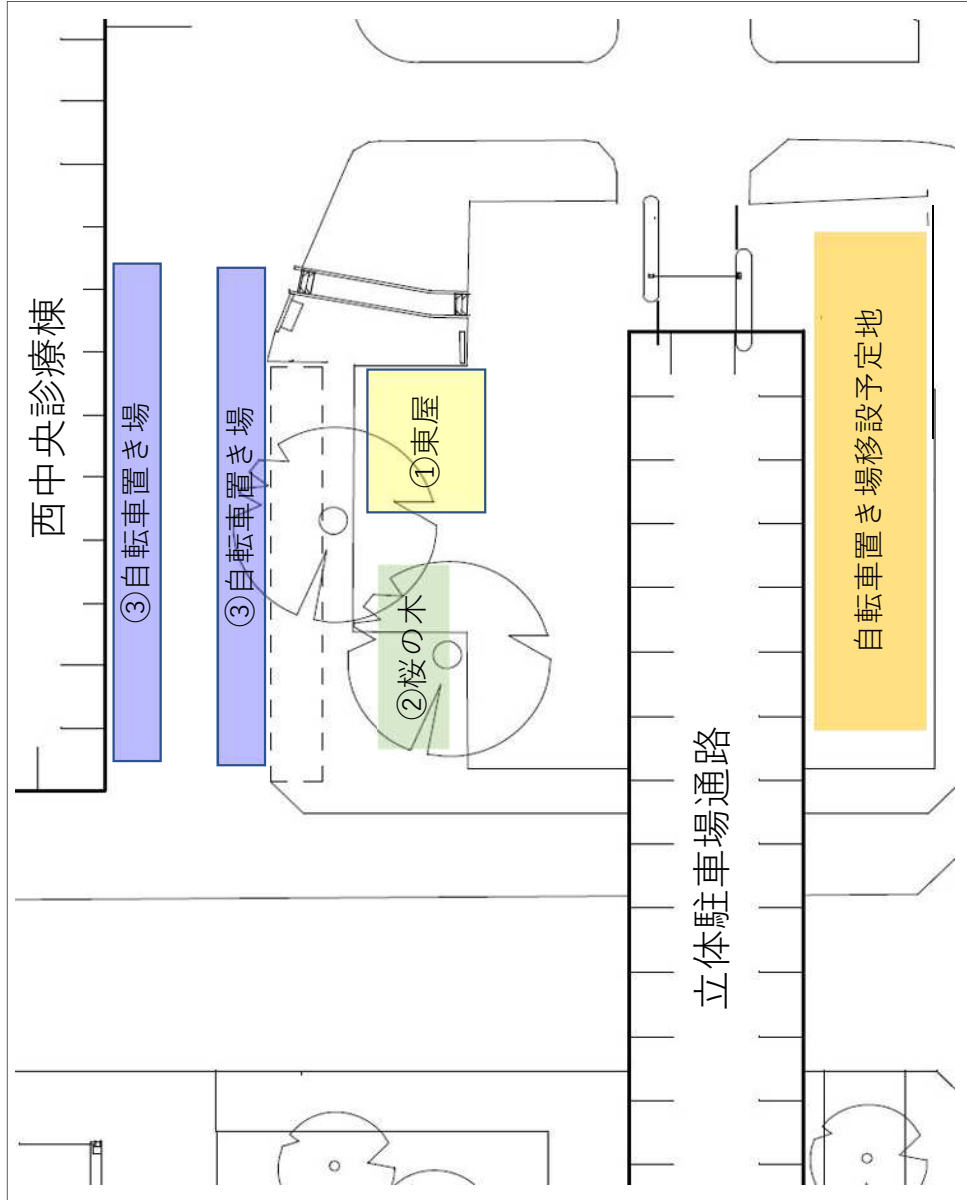 西中央診療棟
③自転車置き場
③自転車置き場
①東屋
②桜の木
立体駐車場通路
自転車置き場移設予定地